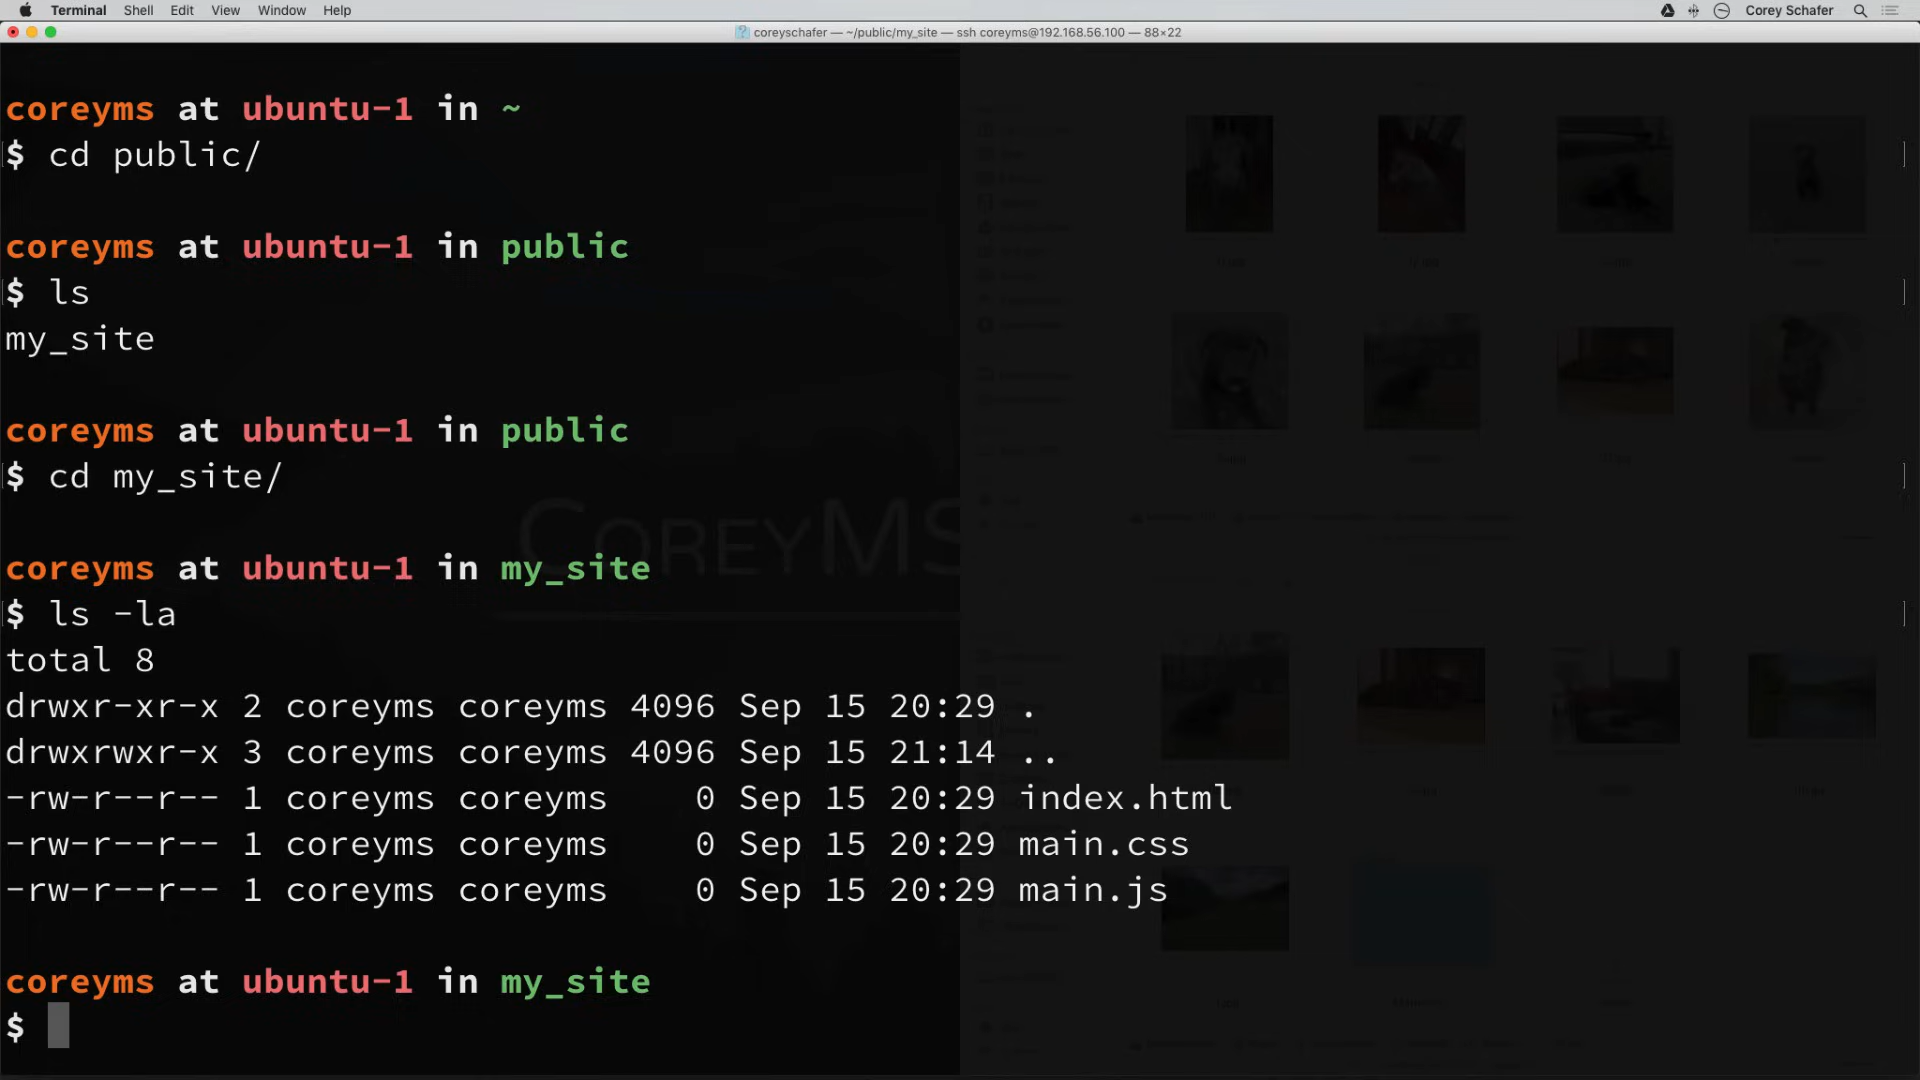 Terminal Shell Edit View Window Help Corey Schafer
coreyschafer — ~/public/my_site — ssh coreyms@192.168.56.100 — 88×22
coreyms at ubuntu-1 in ~
$ cd public/
coreyms at ubuntu-1 in public
$ ls
my_site
coreyms at ubuntu-1 in public
$ cd my_site/
COREYMS
coreyms at ubuntu-1 in my_site
$ ls -la
total 8
drwxr-xr-x 2 coreyms coreyms 4096 Sep 15 20:29 .
drwxrwxr-x 3 coreyms coreyms 4096 Sep 15 21:14 ..
-rw-r--r-- 1 coreyms coreyms 0 Sep 15 20:29 index.html
-rw-r--r-- 1 coreyms coreyms 0 Sep 15 20:29 main.css
-rw-r--r-- 1 coreyms coreyms 0 Sep 15 20:29 main.js
coreyms at ubuntu-1 in my_site
$